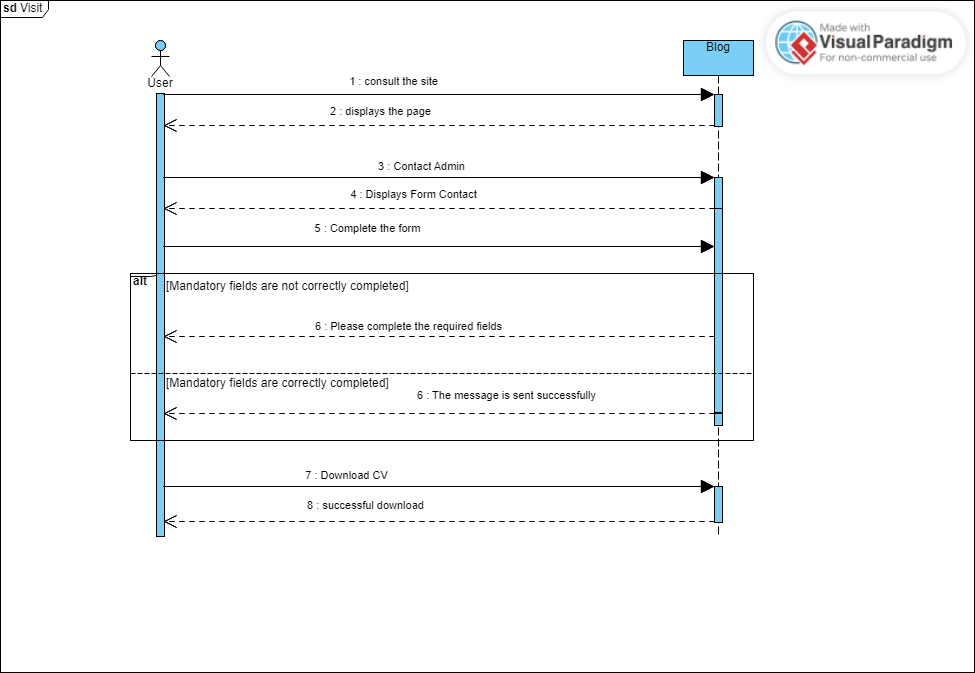 sd Visit
Made with
Visual Paradigm
For non-commercial use
Blog
User
1 : consult the site
2 : displays the page
3 : Contact Admin
4 : Displays Form Contact
5 : Complete the form
alt
[Mandatory fields are not correctly completed]
6 : Please complete the required fields
[Mandatory fields are correctly completed]
6 : The message is sent successfully
7 : Download CV
8 : successful download